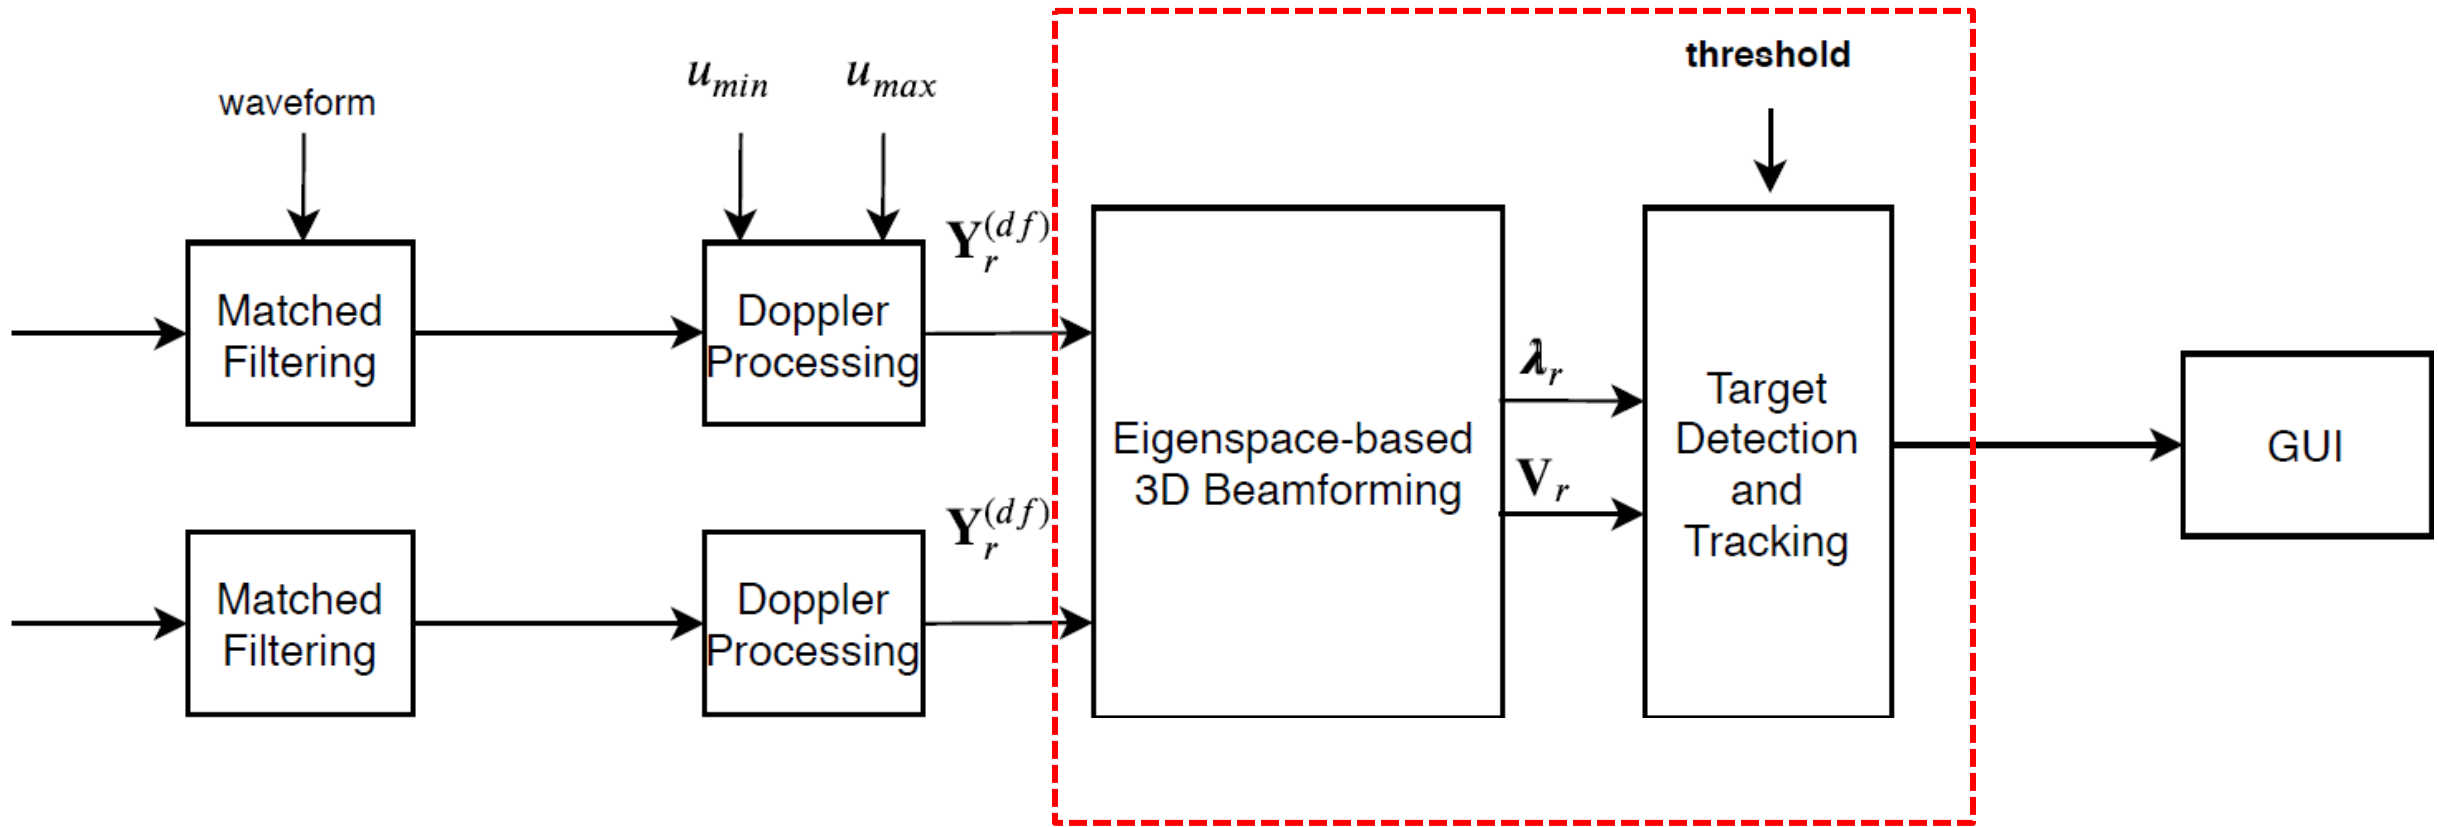 waveform
u_min
u_max
threshold
Matched
Filtering
Doppler
Processing
Y_r^(df)
Matched
Filtering
Doppler
Processing
Y_r^(df)
Eigenspace-based
3D Beamforming
λ_r
V_r
Target
Detection
and
Tracking
GUI